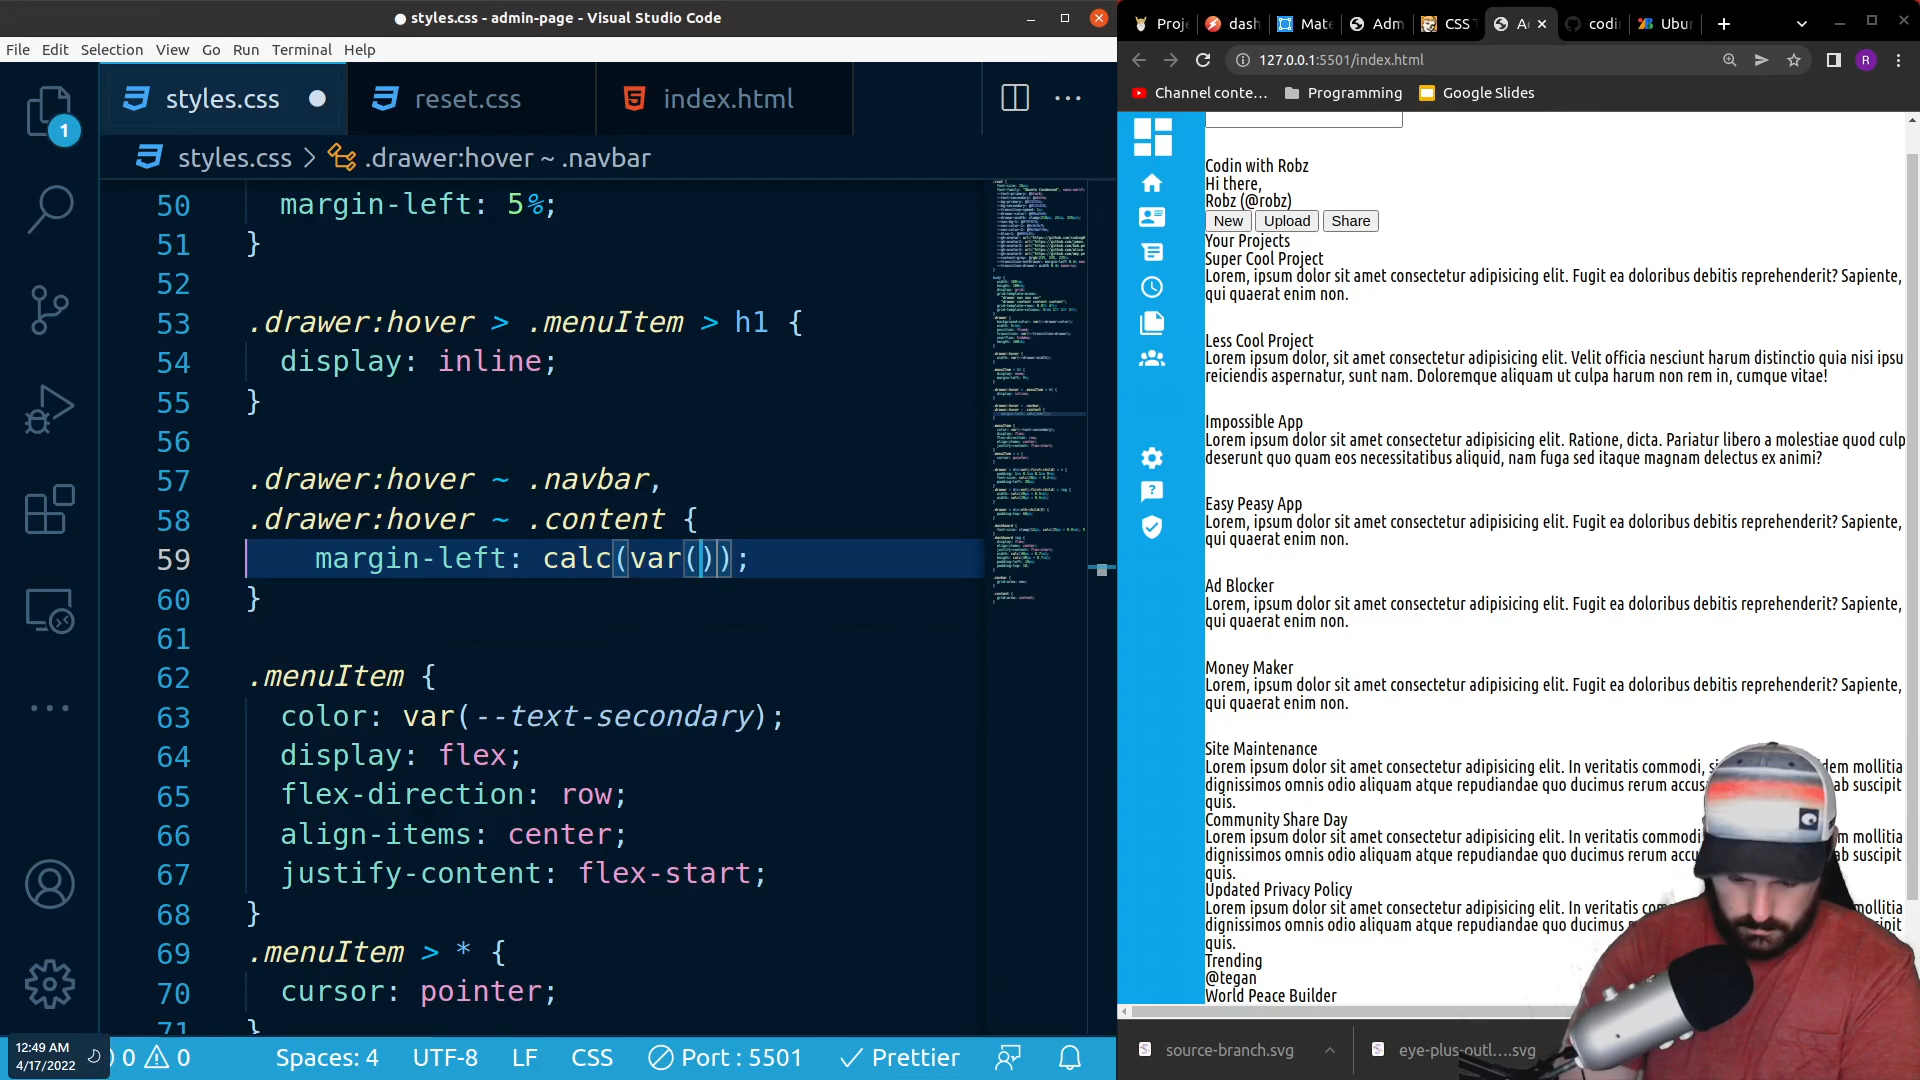 styles.css - admin-page - Visual Studio Code
File Edit Selection View Go Run Terminal Help
styles.css reset.css index.html
styles.css > .drawer:hover ~ .navbar
1
50 margin-left: 5%;
51 }
52
53 .drawer:hover > .menuItem > h1 {
54 display: inline;
55 }
56
57 .drawer:hover ~ .navbar,
58 .drawer:hover ~ .content {
59 margin-left: calc(var());
60 }
61
62 .menuItem {
63 color: var(--text-secondary);
64 display: flex;
65 flex-direction: row;
66 align-items: center;
67 justify-content: flex-start;
68 }
69 .menuItem > * {
70 cursor: pointer;
71 }
12:49 AM
4/17/2022
0 0 Spaces: 4 UTF-8 LF CSS Port : 5501 Prettier
Proj dash Mat Adm CSS A codi Ubu
127.0.0.1:5501/index.html
R
Channel conte... Programming Google Slides
Codin with Robz
Hi there,
Robz (@robz)
New Upload Share
Your Projects
Super Cool Project
Lorem, ipsum dolor sit amet consectetur adipisicing elit. Fugit ea doloribus debitis reprehenderit? Sapiente,
qui quaerat enim non.
Less Cool Project
Lorem ipsum dolor, sit amet consectetur adipisicing elit. Velit officia nesciunt harum distinctio quia nisi ipsu
reiciendis aspernatur, sunt nam. Doloremque aliquam ut culpa harum non rem in, cumque vitae!
Impossible App
Lorem ipsum dolor sit amet consectetur adipisicing elit. Ratione, dicta. Pariatur libero a molestiae quod culp
deserunt quo quam eos necessitatibus aliquid, nam fuga sed itaque magnam delectus ex animi?
Easy Peasy App
Lorem, ipsum dolor sit amet consectetur adipisicing elit. Fugit ea doloribus debitis reprehenderit? Sapiente,
qui quaerat enim non.
Ad Blocker
Lorem, ipsum dolor sit amet consectetur adipisicing elit. Fugit ea doloribus debitis reprehenderit? Sapiente,
qui quaerat enim non.
Money Maker
Lorem, ipsum dolor sit amet consectetur adipisicing elit. Fugit ea doloribus debitis reprehenderit? Sapiente,
qui quaerat enim non.
Site Maintenance
Lorem ipsum dolor sit amet consectetur adipisicing elit. In veritatis commodi, s dem mollitia
dignissimos omnis odio aliquam atque repudiandae quo ducimus rerum accus ab suscipit
quis.
Community Share Day
Lorem ipsum dolor sit amet consectetur adipisicing elit. In veritatis commodi m mollitia
dignissimos omnis odio aliquam atque repudiandae quo ducimus rerum accu ab suscipit
quis.
Updated Privacy Policy
Lorem ipsum dolor sit amet consectetur adipisicing elit. In veritatis com mollitia
dignissimos omnis odio aliquam atque repudiandae quo ducimus rerum cipit
quis.
Trending
@tegan
World Peace Builder
source-branch.svg eye-plus-outl....svg